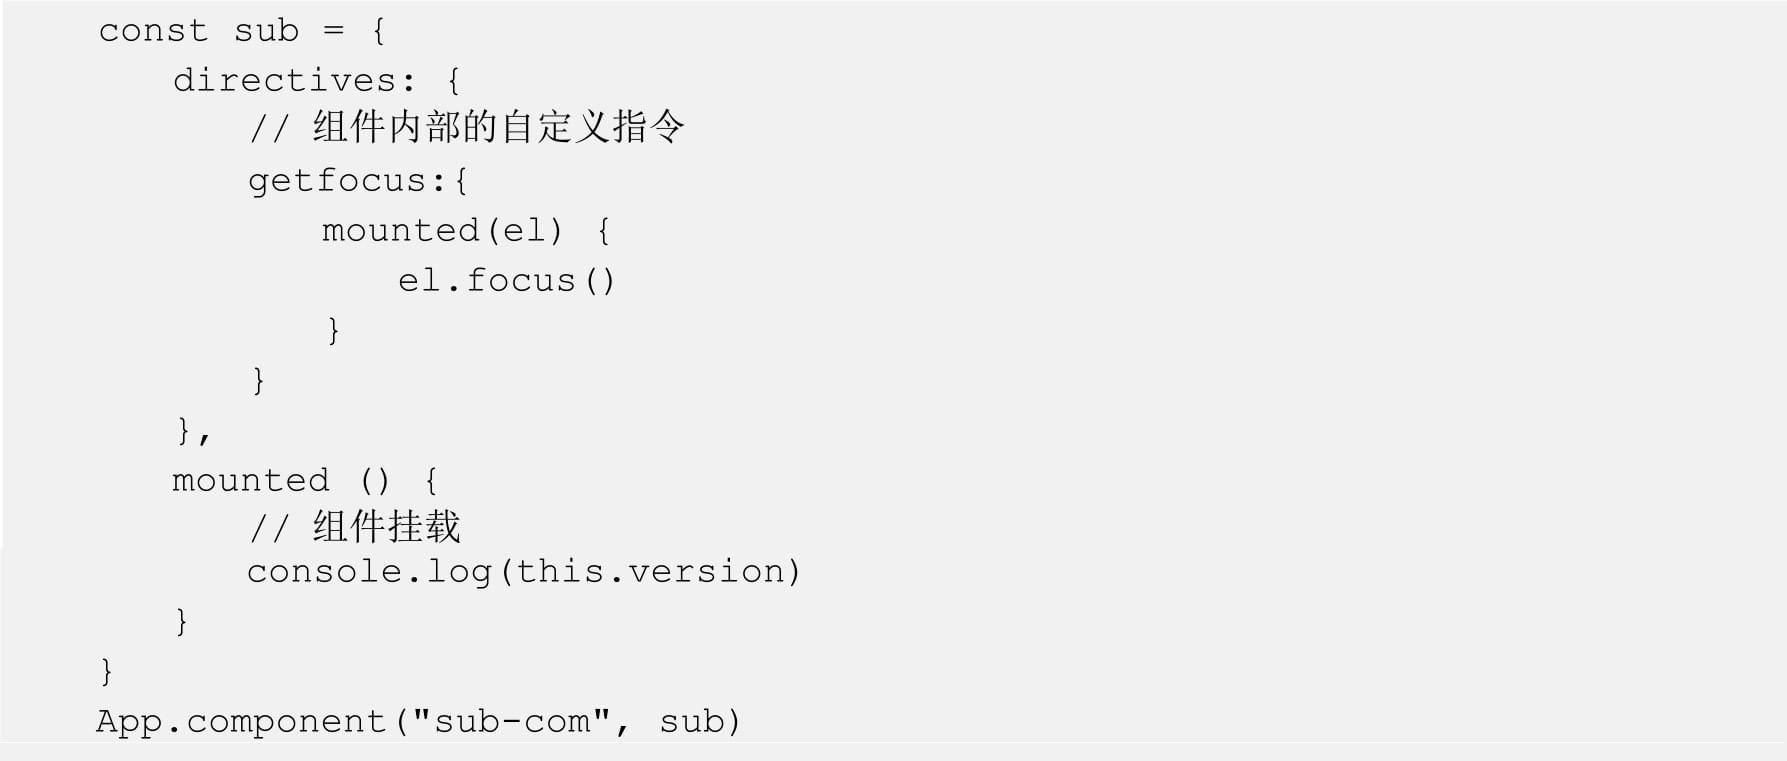 const sub = {
    directives: {
        // 组件内部的自定义指令
        getfocus:{
            mounted(el) {
                el.focus()
            }
        }
    },
    mounted () {
        // 组件挂载
        console.log(this.version)
    }
}
App.component("sub-com", sub)